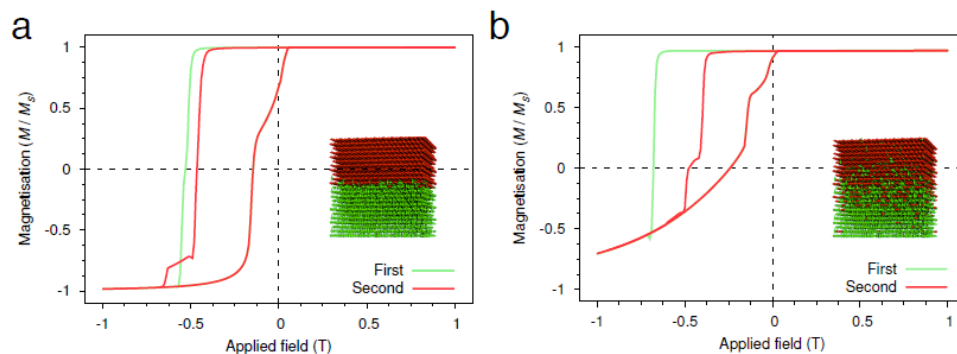 a
Magnetisation (M / Ms)
1
0.5
0
-0.5
-1
-1
-0.5
0
0.5
1
Applied field (T)
First
Second
b
Magnetisation (M / Ms)
1
0.5
0
-0.5
-1
-1
-0.5
0
0.5
1
Applied field (T)
First
Second